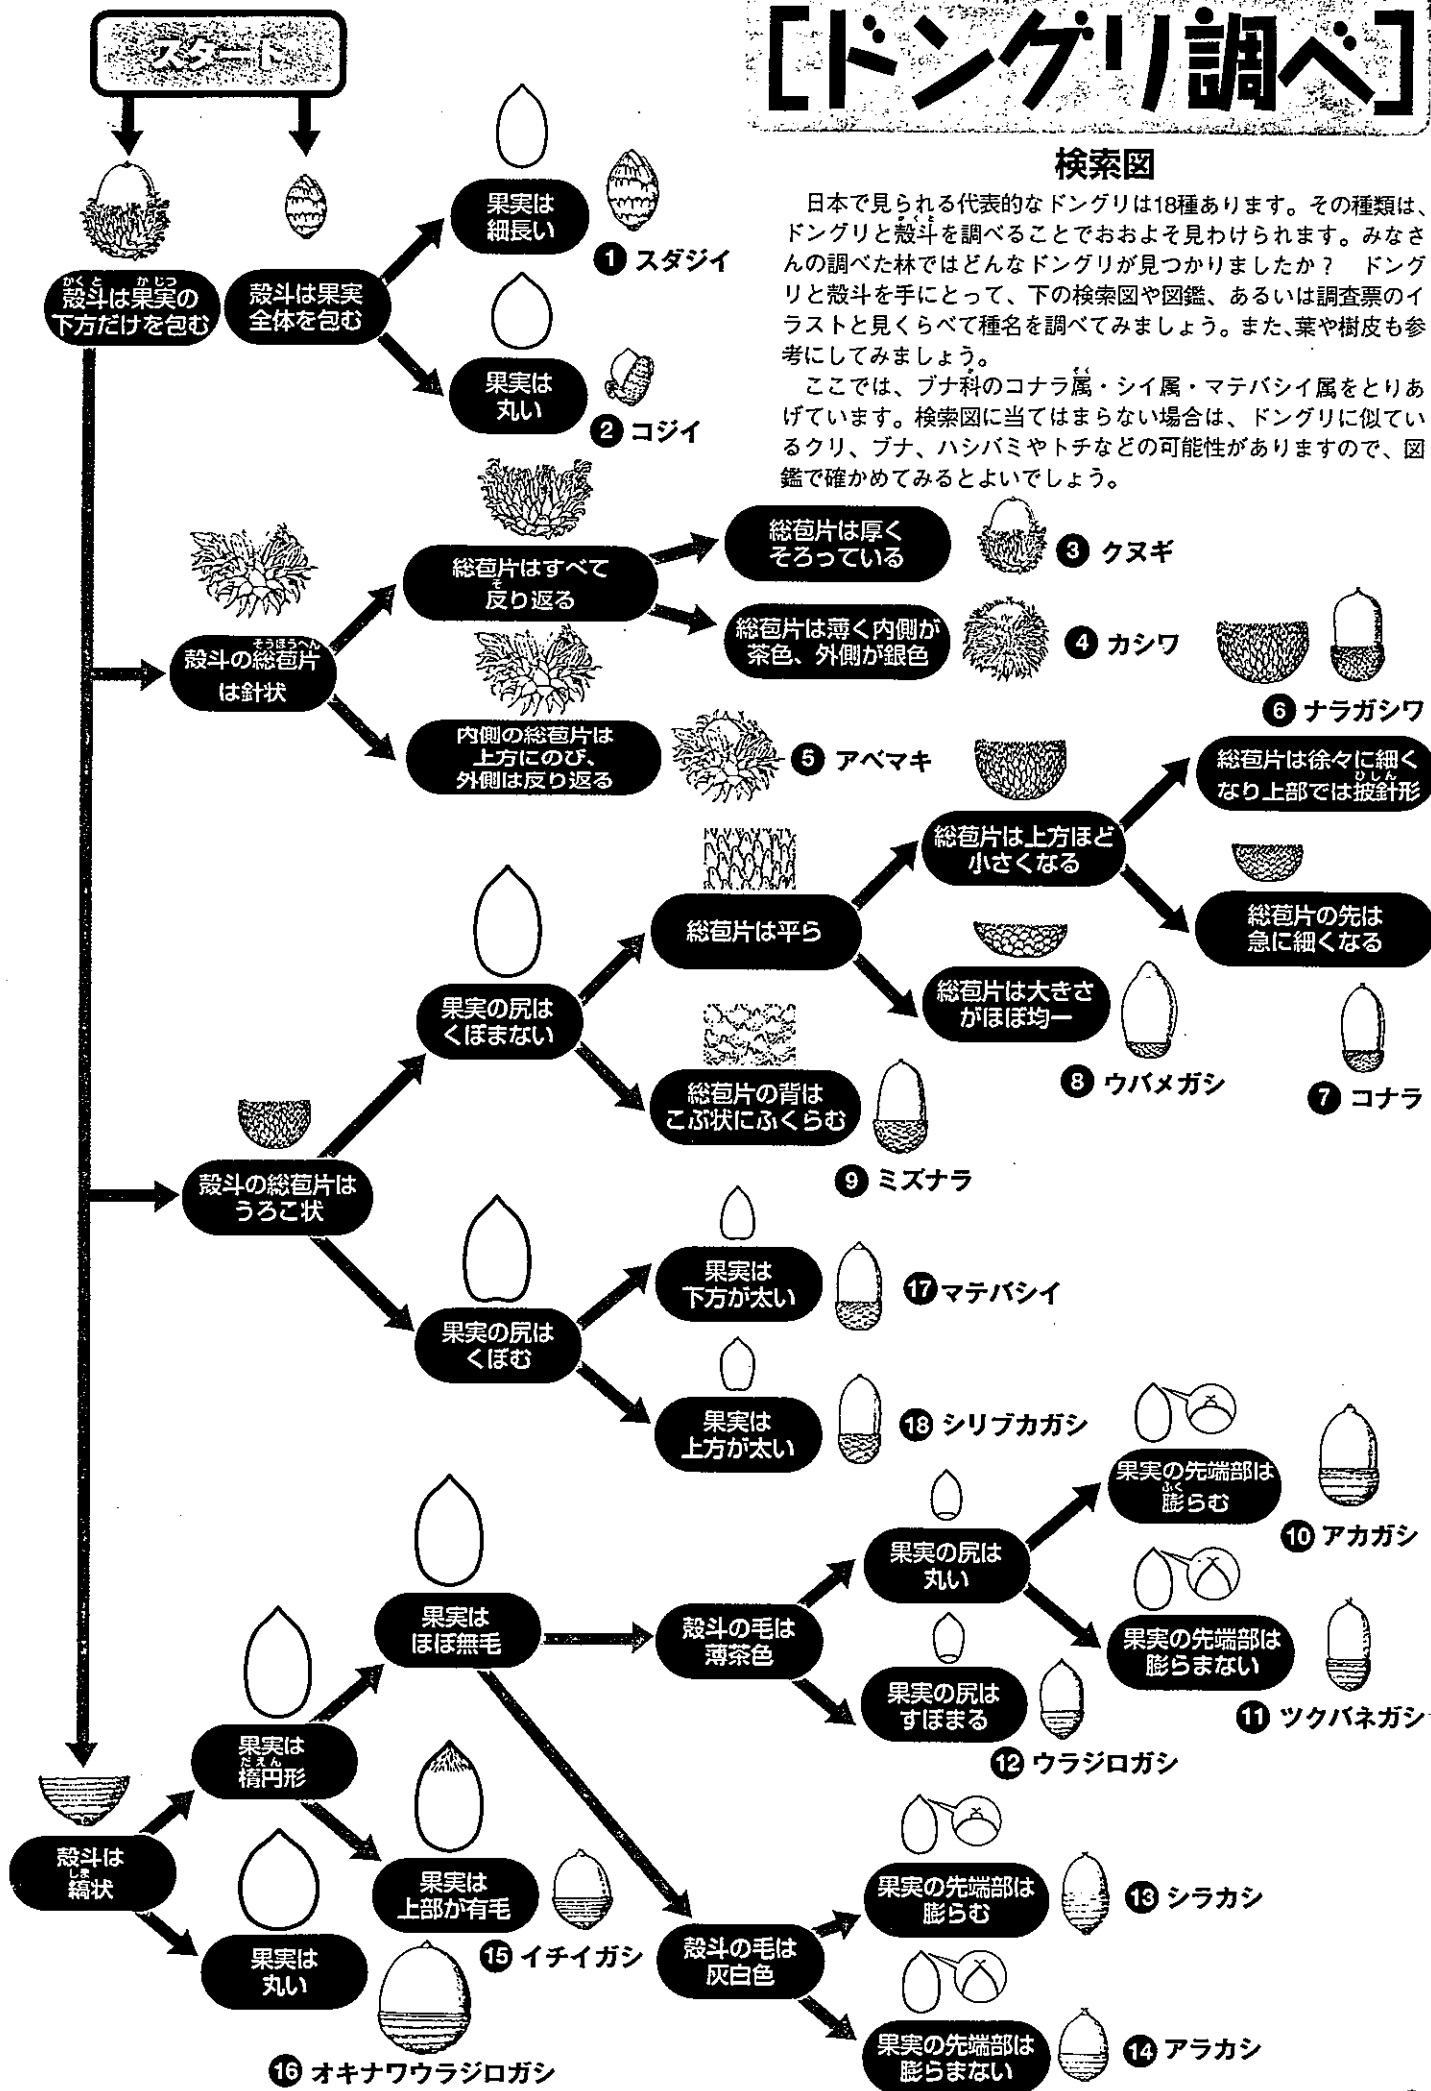 スタート
[ドングリ調べ]
検索図
日本で見られる代表的なドングリは18種あります。その種類は、
ドングリと殻斗を調べることでおおよそ見わけられます。みなさ
んの調べた林ではどんなドングリが見つかりましたか? ドング
リと殻斗を手にとって、下の検索図や図鑑、あるいは調査票のイ
ラストと見くらべて種名を調べてみましょう。また、葉や樹皮も参
考にしてみましょう。
ここでは、ブナ科のコナラ属・シイ属・マテバシイ属をとりあ
げています。検索図に当てはまらない場合は、ドングリに似てい
るクリ、ブナ、ハシバミやトチなどの可能性がありますので、図
鑑で確かめてみるとよいでしょう。
殻斗は果実の
下方だけを包む
殻斗は果実
全体を包む
果実は
細長い
1 スダジイ
果実は
丸い
2 コジイ
殻斗の総苞片
は針状
総苞片はすべて
反り返る
総苞片は厚く
そろっている
3 クヌギ
総苞片は薄く内側が
茶色、外側が銀色
4 カシワ
内側の総苞片は
上方にのび、
外側は反り返る
5 アベマキ
殻斗の総苞片は
うろこ状
果実の尻は
くぼまない
総苞片は平ら
総苞片は上方ほど
小さくなる
6 ナラガシワ
総苞片は徐々に細く
なり上部では披針形
総苞片の先は
急に細くなる
7 コナラ
総苞片は大きさ
がほぼ均一
8 ウバメガシ
総苞片の背は
こぶ状にふくらむ
9 ミズナラ
果実の尻は
くぼむ
果実は
下方が太い
17 マテバシイ
果実は
上方が太い
18 シリブカガシ
殻斗は
縞状
果実は
楕円形
果実は
ほぼ無毛
殻斗の毛は
薄茶色
果実の尻は
丸い
果実の先端部は
膨らむ
10 アカガシ
果実の先端部は
膨らまない
11 ツクバネガシ
果実の尻は
すぼまる
12 ウラジロガシ
殻斗の毛は
灰白色
果実の先端部は
膨らむ
13 シラカシ
果実の先端部は
膨らまない
14 アラカシ
果実は
上部が有毛
15 イチイガシ
果実は
丸い
16 オキナワウラジロガシ